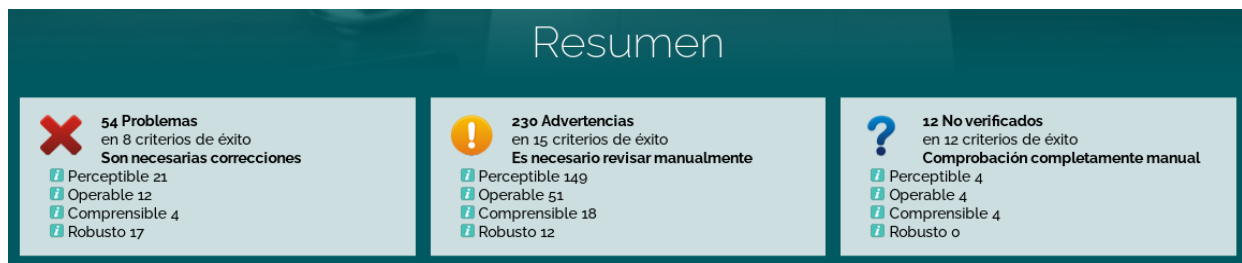 Resumen
54 Problemas
en 8 criterios de éxito
Son necesarias correcciones
Perceptible 21
Operable 12
Comprensible 4
Robusto 17
230 Advertencias
en 15 criterios de éxito
Es necesario revisar manualmente
Perceptible 149
Operable 51
Comprensible 18
Robusto 12
12 No verificados
en 12 criterios de éxito
Comprobación completamente manual
Perceptible 4
Operable 4
Comprensible 4
Robusto 0